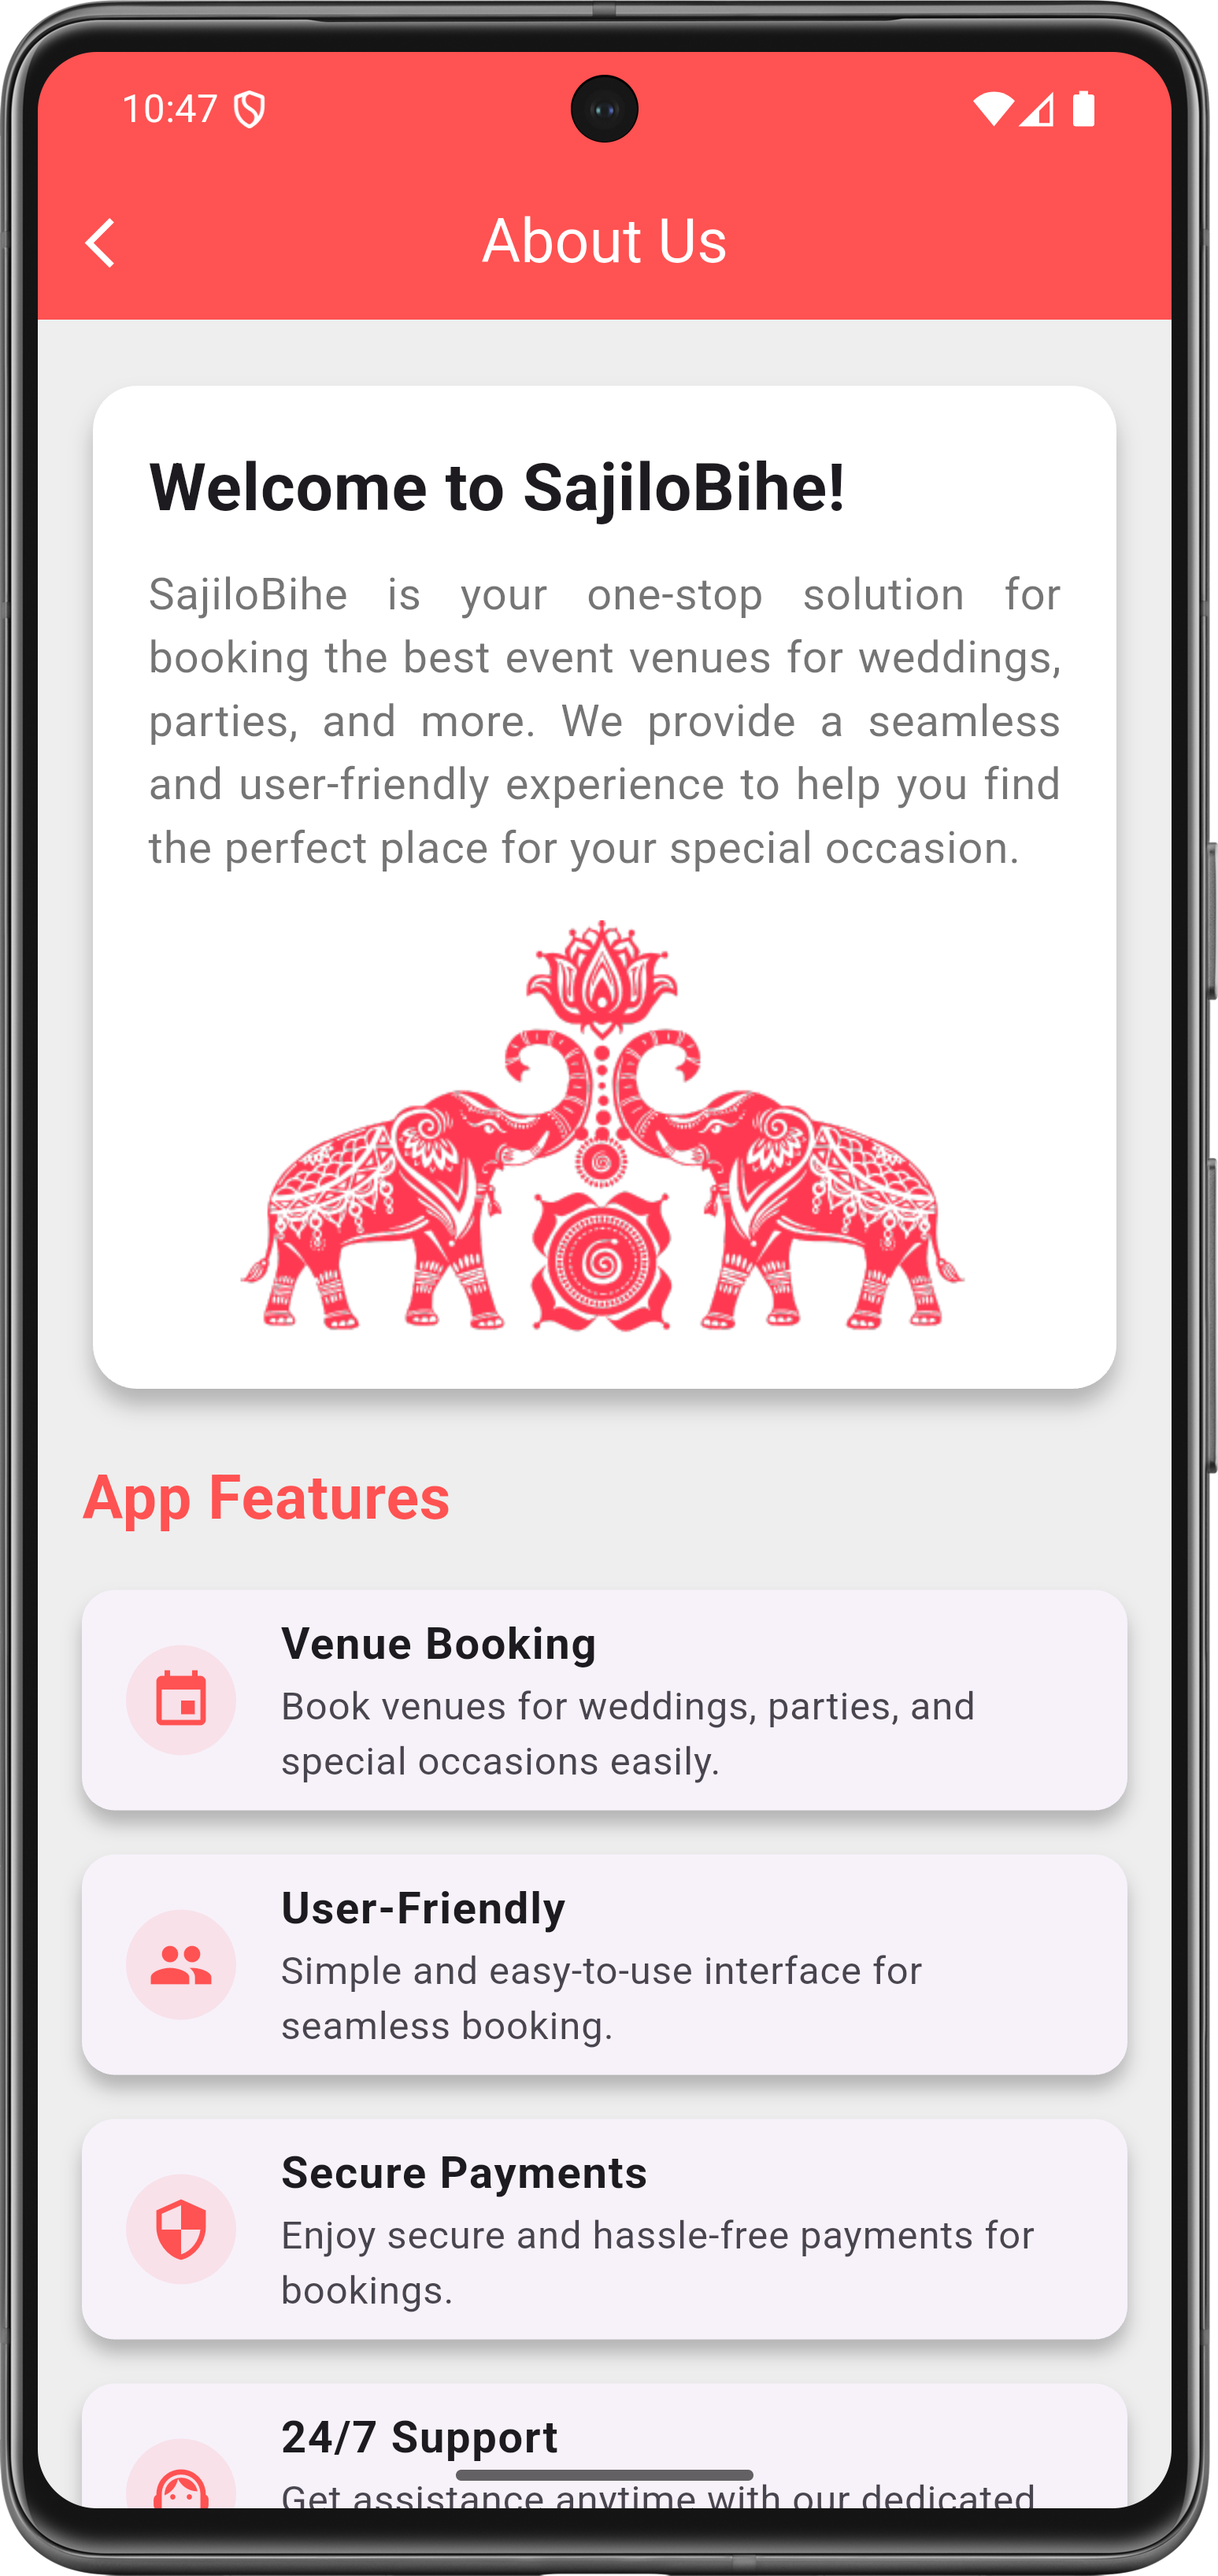 10:47
About Us
Welcome to SajiloBihe!
SajiloBihe is your one-stop solution for
booking the best event venues for weddings,
parties, and more. We provide a seamless
and user-friendly experience to help you find
the perfect place for your special occasion.
App Features
Venue Booking
Book venues for weddings, parties, and
special occasions easily.
User-Friendly
Simple and easy-to-use interface for
seamless booking.
Secure Payments
Enjoy secure and hassle-free payments for
bookings.
24/7 Support
Get assistance anytime with our dedicated